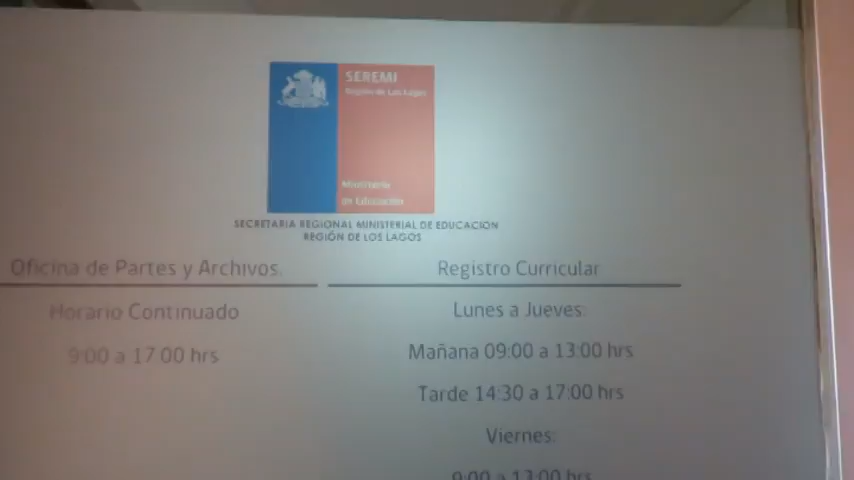 SEREMI
Región de Los Lagos
Ministerio
de Educación
SECRETARIA REGIONAL MINISTERIAL DE EDUCACION
REGIÓN DE LOS LAGOS
Oficina de Partes y Archivos.
Horario Continuado
9:00 a 17:00 hrs
Registro Curricular
Lunes a Jueves:
Mañana 09:00 a 13:00 hrs
Tarde 14:30 a 17:00 hrs
Viernes:
9:00 a 13:00 hrs